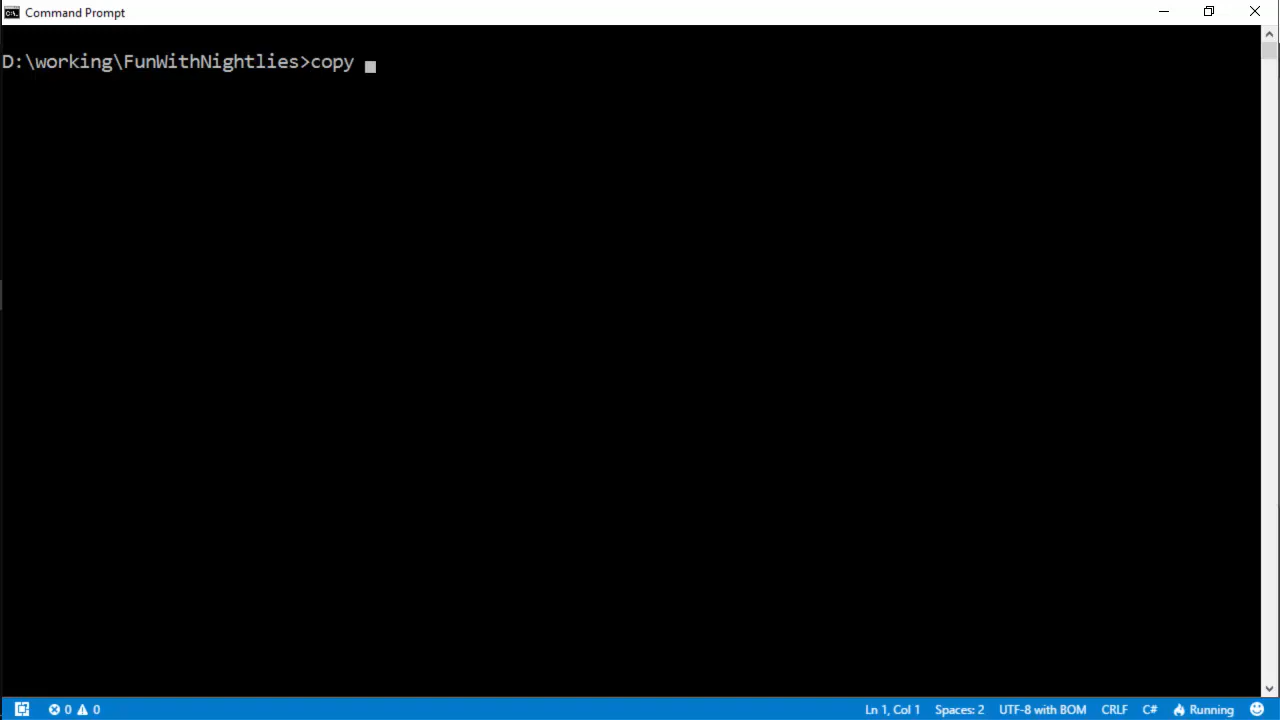 Command Prompt
D:\working\FunWithNightlies>copy
0 0 Ln 1, Col 1 Spaces: 2 UTF-8 with BOM CRLF C# Running